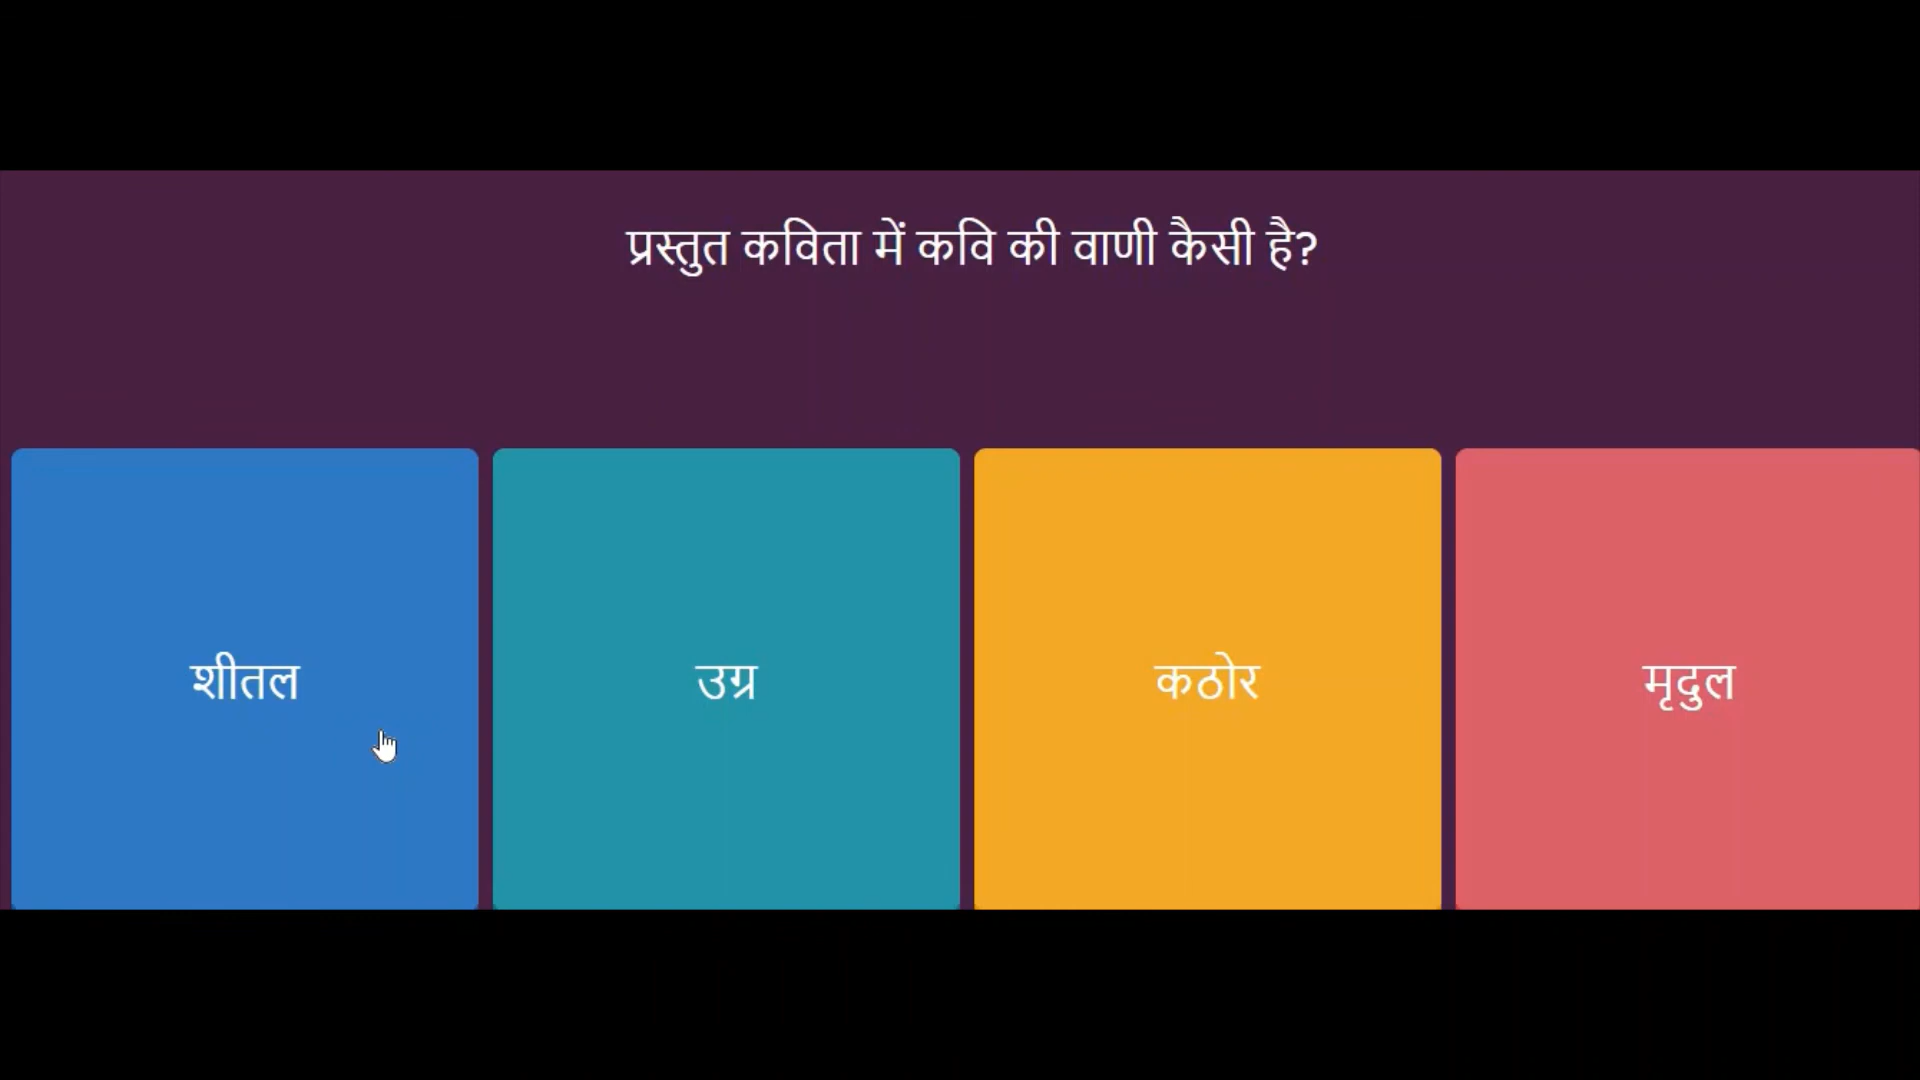 प्रस्तुत कविता में कवि की वाणी कैसी है?
शीतल
उग्र
कठोर
मृदुल